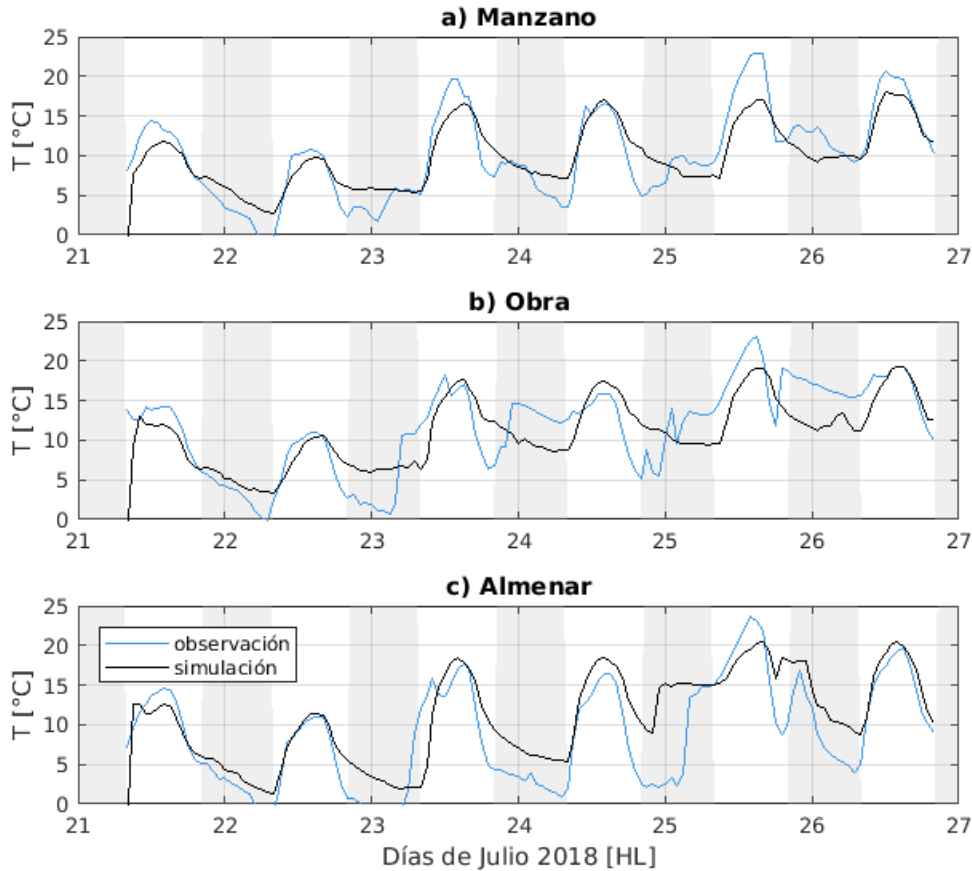 a) Manzano
25
20
15
10
5
0
T [°C]
21 22 23 24 25 26 27
b) Obra
25
20
15
10
5
0
T [°C]
21 22 23 24 25 26 27
c) Almenar
25
20
15
10
5
0
T [°C]
observación
simulación
21 22 23 24 25 26 27
Días de Julio 2018 [HL]